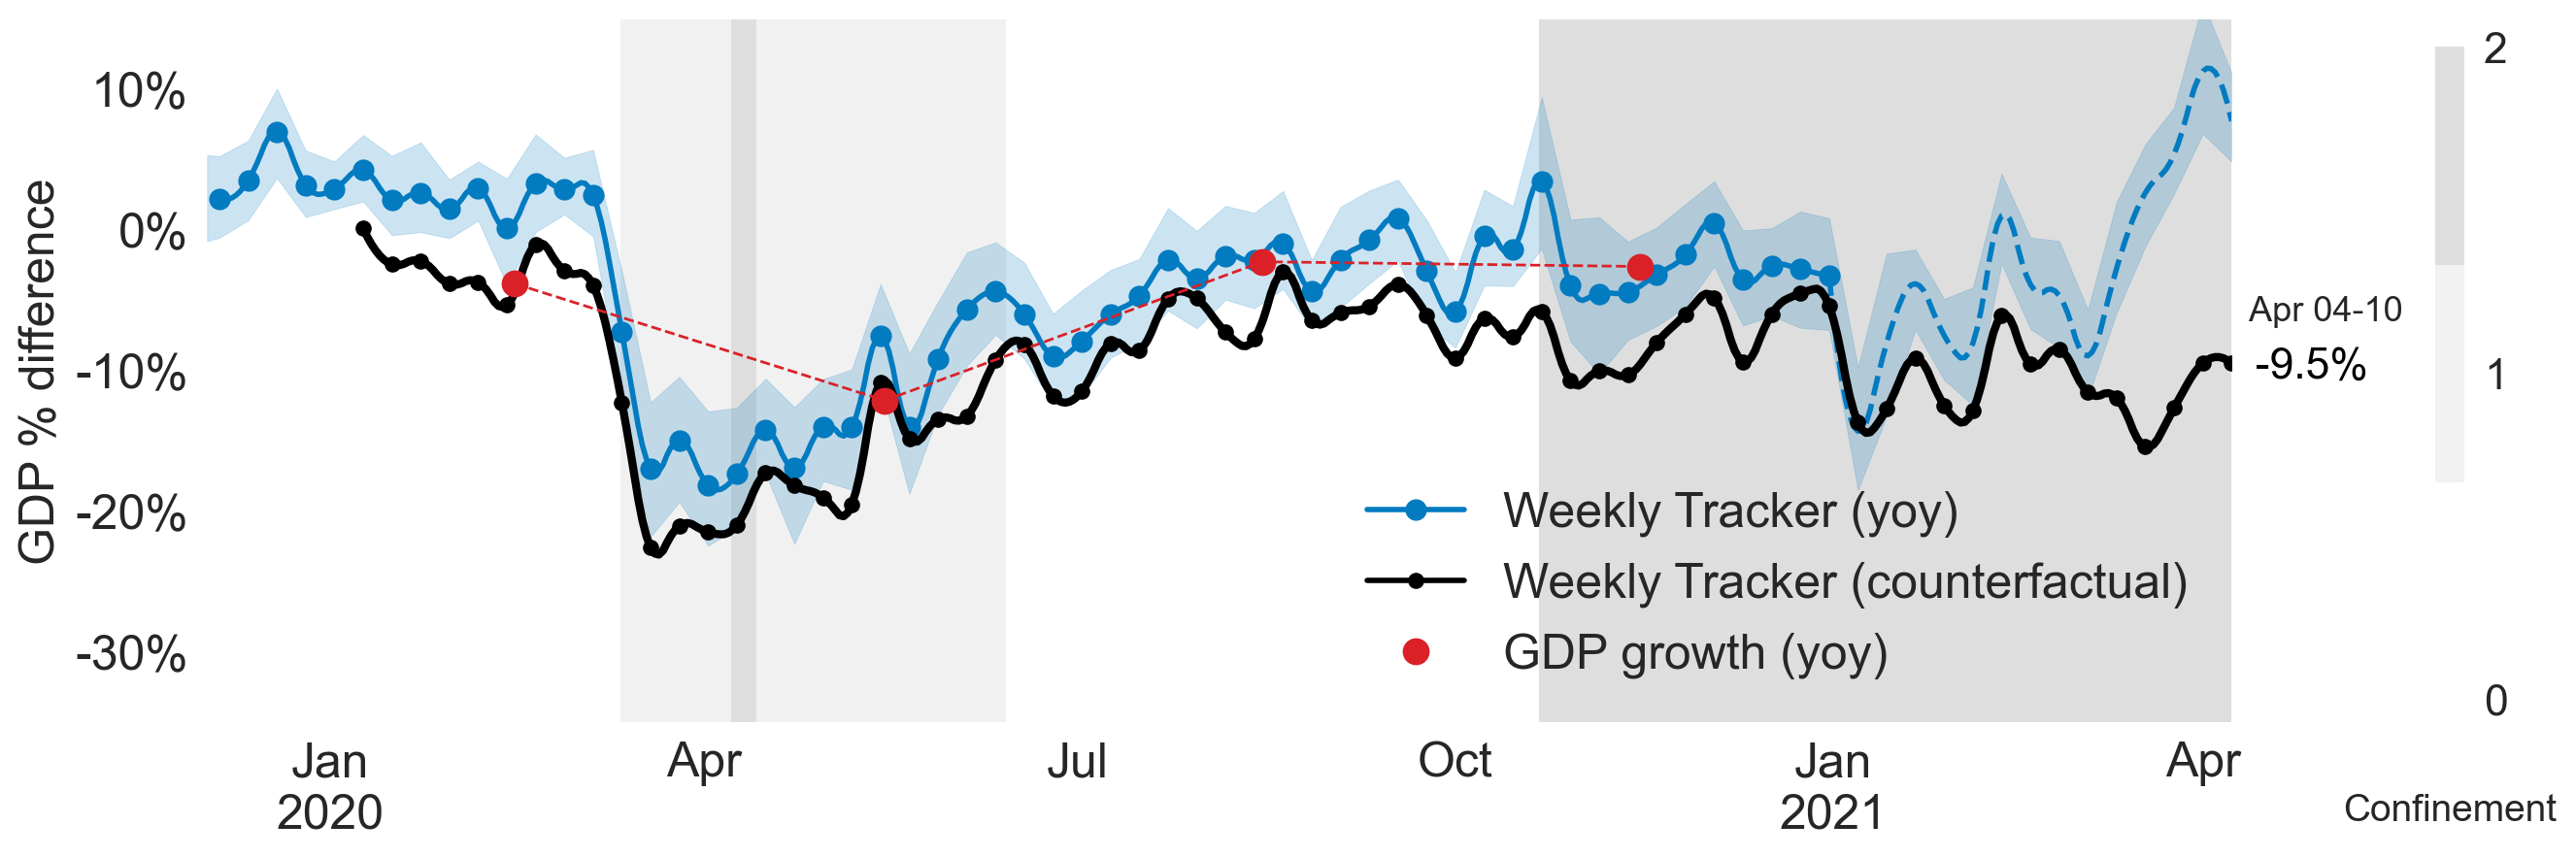 GDP % difference
10%
0%
-10%
-20%
-30%
Weekly Tracker (yoy)
Weekly Tracker (counterfactual)
GDP growth (yoy)
Apr 04-10
-9.5%
2
1
0
Confinement
Jan
2020
Apr
Jul
Oct
Jan
2021
Apr